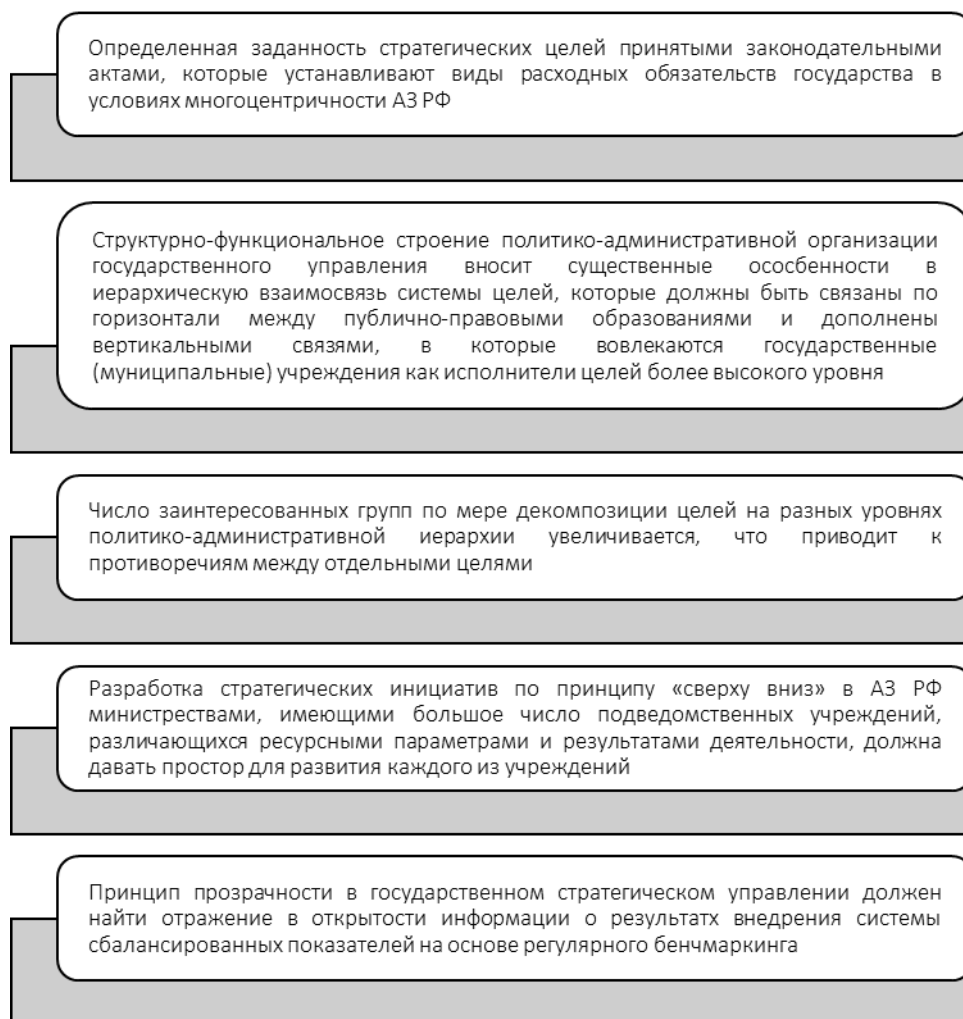 Определенная заданность стратегических целей принятыми законодательными
актами, которые устанавливают виды расходных обязательств государства в
условиях многоцентричности АЗ РФ
Структурно-функциональное строение политико-административной организации
государственного управления вносит существенные ососбенности в
иерархическую взаимосвязь системы целей, которые должны быть связаны по
горизонтали между публично-правовыми образованиями и дополнены
вертикальными связями, в которые вовлекаются государственные
(муниципальные) учреждения как исполнители целей более высокого уровня
Число заинтересованных групп по мере декомпозиции целей на разных уровнях
политико-административной иерархии увеличивается, что приводит к
противоречиям между отдельными целями
Разработка стратегических инициатив по принципу «сверху вниз» в АЗ РФ
министрествами, имеющими большое число подведомственных учреждений,
различающихся ресурсными параметрами и результатами деятельности, должна
давать простор для развития каждого из учреждений
Принцип прозрачности в государственном стратегическом управлении должен
найти отражение в открытости информации о результатх внедрения системы
сбалансированных показателей на основе регулярного бенчмаркинга